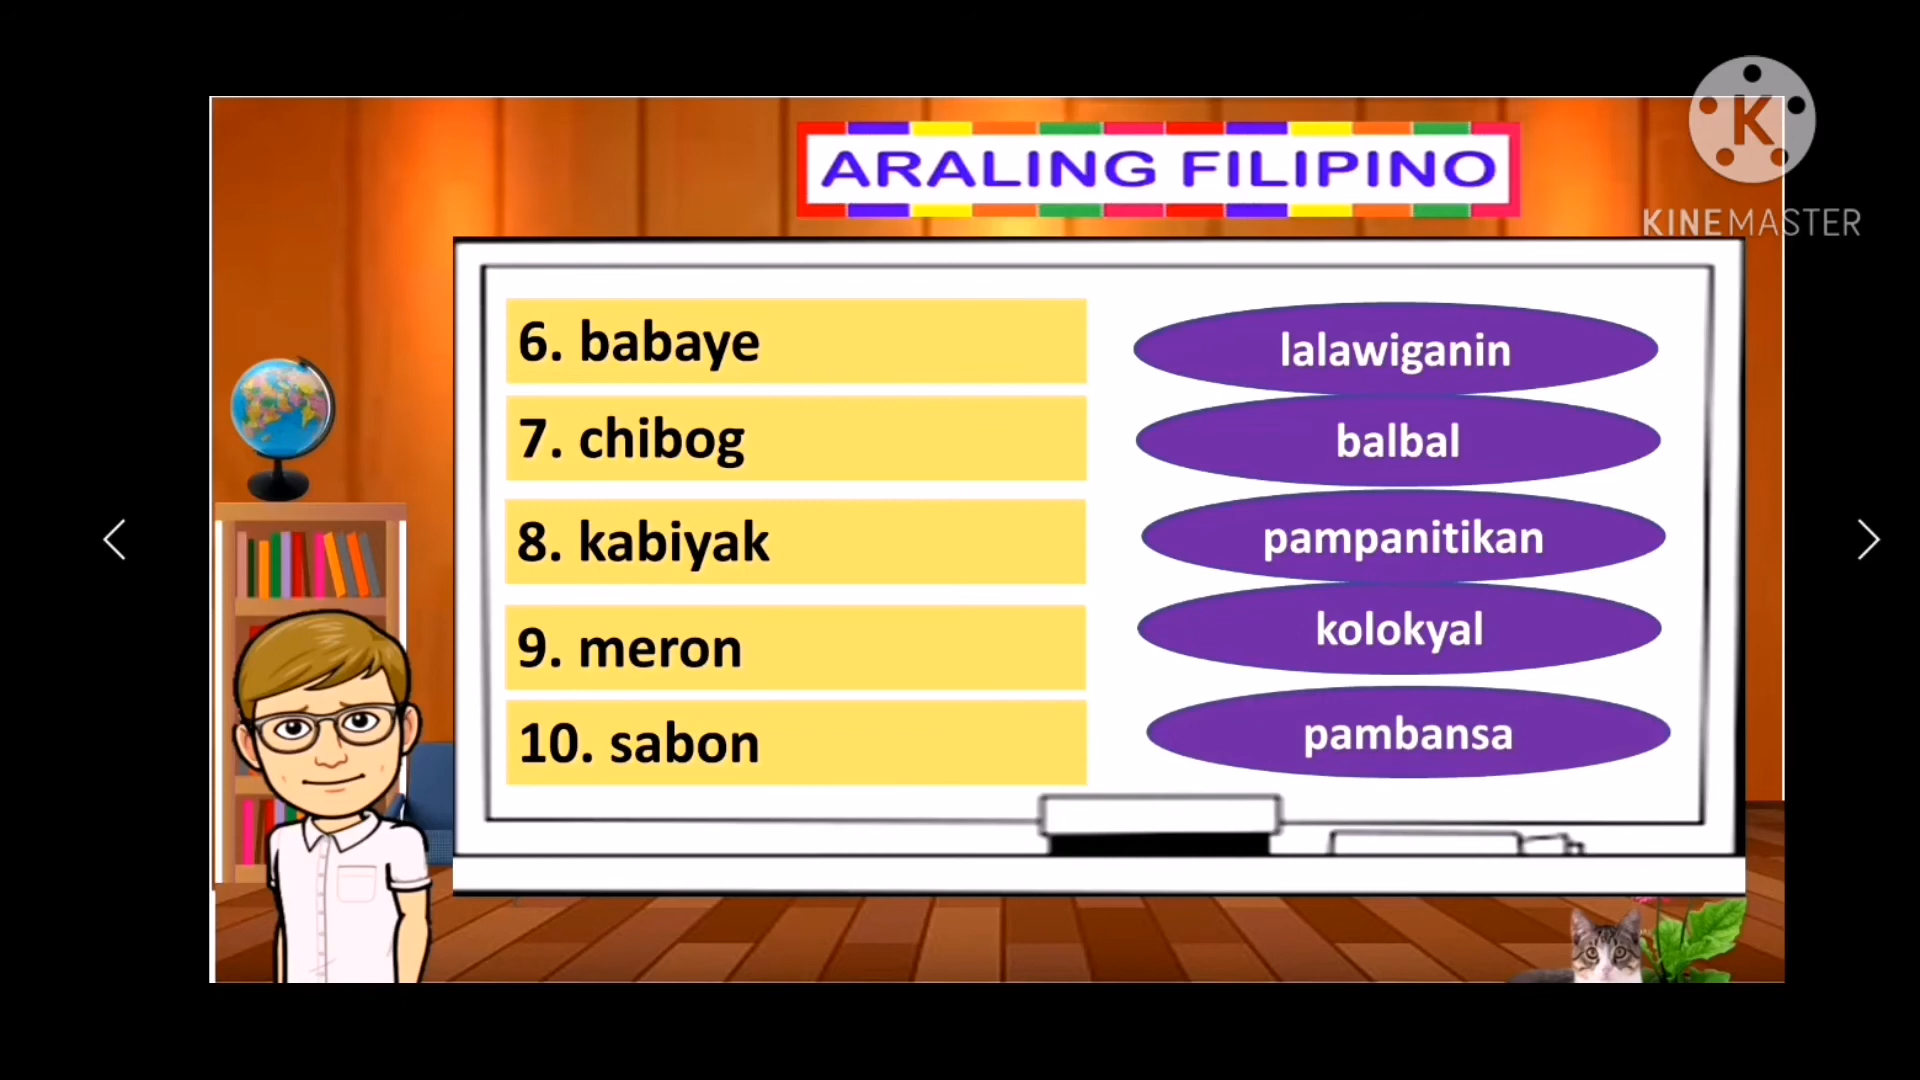 ARALING FILIPINO
K
KINEMASTER
6. babaye
lalawiganin
7. chibog
balbal
8. kabiyak
pampanitikan
9. meron
kolokyal
10. sabon
pambansa